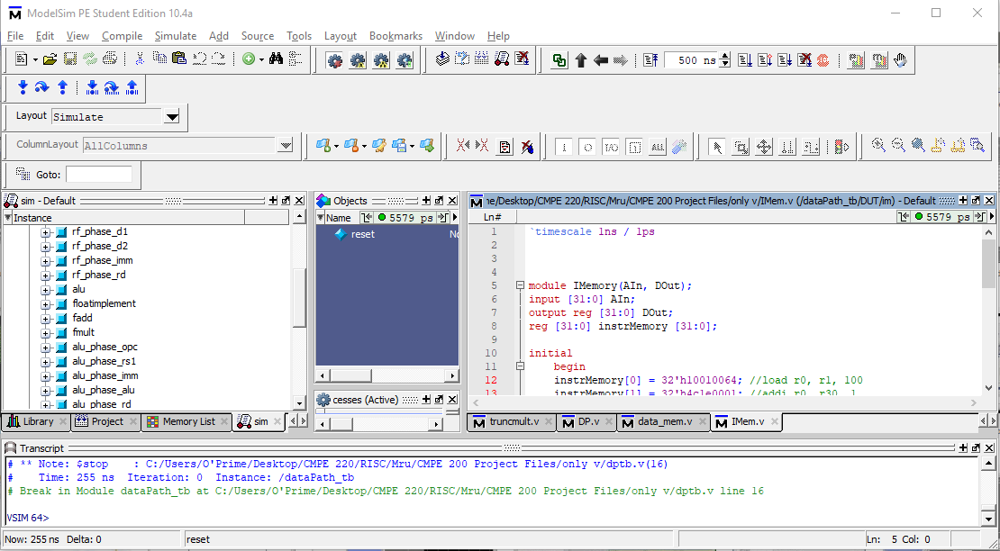 ModelSim PE Student Edition 10.4a
File Edit View Compile Simulate Add Source Tools Layout Bookmarks Window Help
500 ns
Layout Simulate
ColumnLayout AllColumns
Goto:
sim - Default
Instance
rf_phase_d1
rf_phase_d2
rf_phase_imm
rf_phase_rd
alu
floatimplement
fadd
fmult
alu_phase_opc
alu_phase_rs1
alu_phase_imm
alu_phase_alu
alu_phase_rd
Library Project Memory List sim
Objects
Name 5579 ps
reset
cesses (Active)
/Desktop/CMPE 220/RISC/Mru/CMPE 200 Project Files/only v/IMem.v (/dataPath_tb/DUT/im) - Default
Ln# 5579 ps
1 `timescale 1ns / 1ps
2
3
4
5 module IMemory(AIn, DOut);
6 input [31:0] AIn;
7 output reg [31:0] DOut;
8 reg [31:0] instrMemory [31:0];
9
10 initial
11 begin
12 instrMemory[0] = 32'h10010064; //load r0, r1, 100
13 instrMemory[1] = 32'h4c1e0001; //addi r0, r30, 1
truncmult.v DP.v data_mem.v IMem.v
Transcript
# ** Note: $stop : C:/Users/O'Prime/Desktop/CMPE 220/RISC/Mru/CMPE 200 Project Files/only v/dptb.v(16)
# Time: 255 ns Iteration: 0 Instance: /dataPath_tb
# Break in Module dataPath_tb at C:/Users/O'Prime/Desktop/CMPE 220/RISC/Mru/CMPE 200 Project Files/only v/dptb.v line 16
VSIM 64>
Now: 255 ns Delta: 0 reset Ln: 5 Col: 0